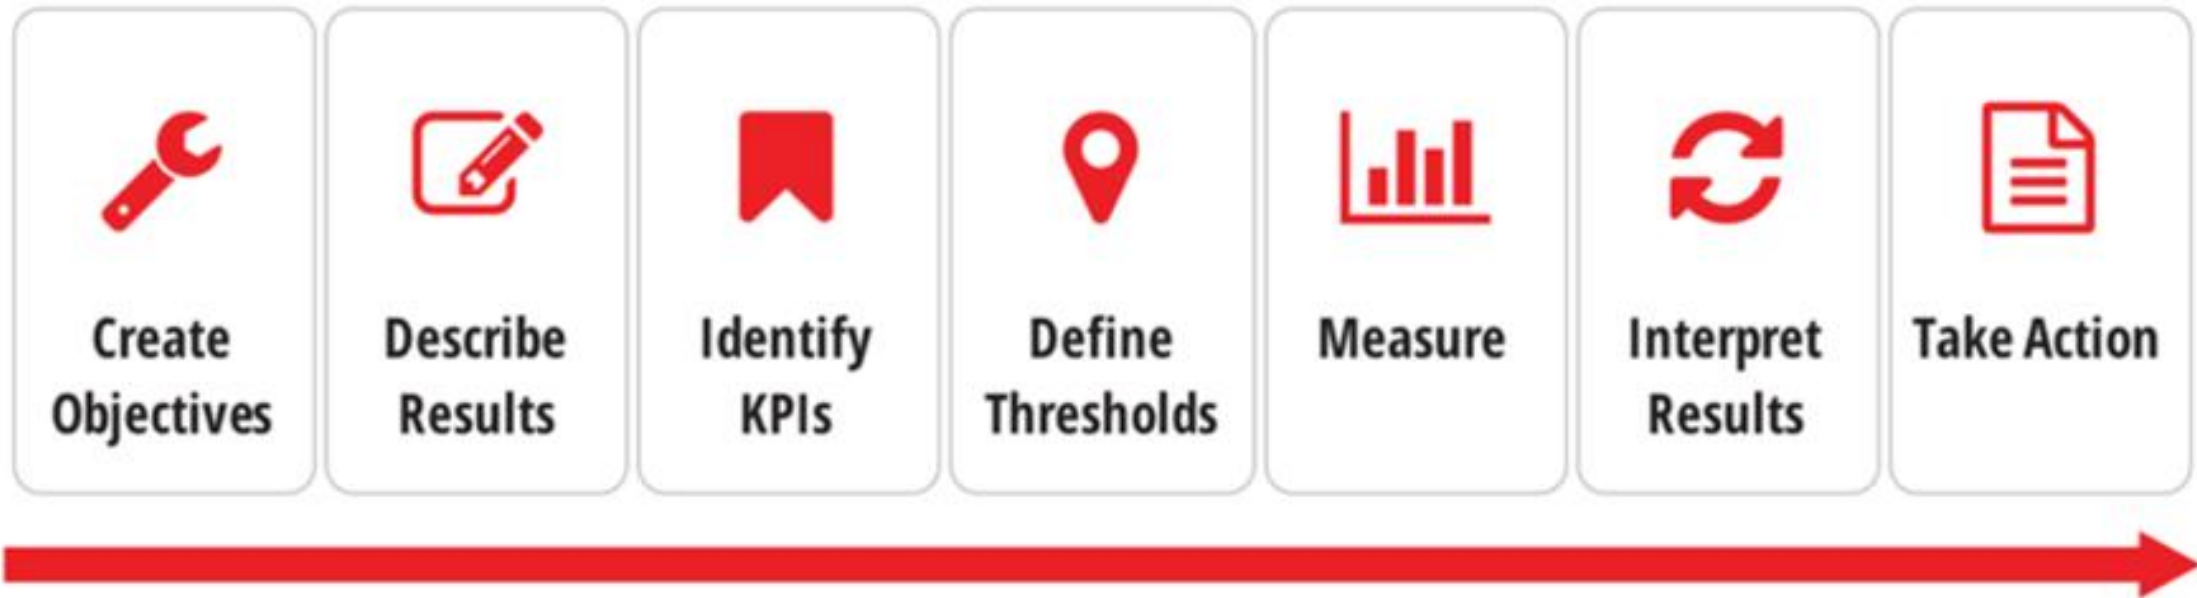 Create
Objectives
Describe
Results
Identify
KPIs
Define
Thresholds
Measure
Interpret
Results
Take Action